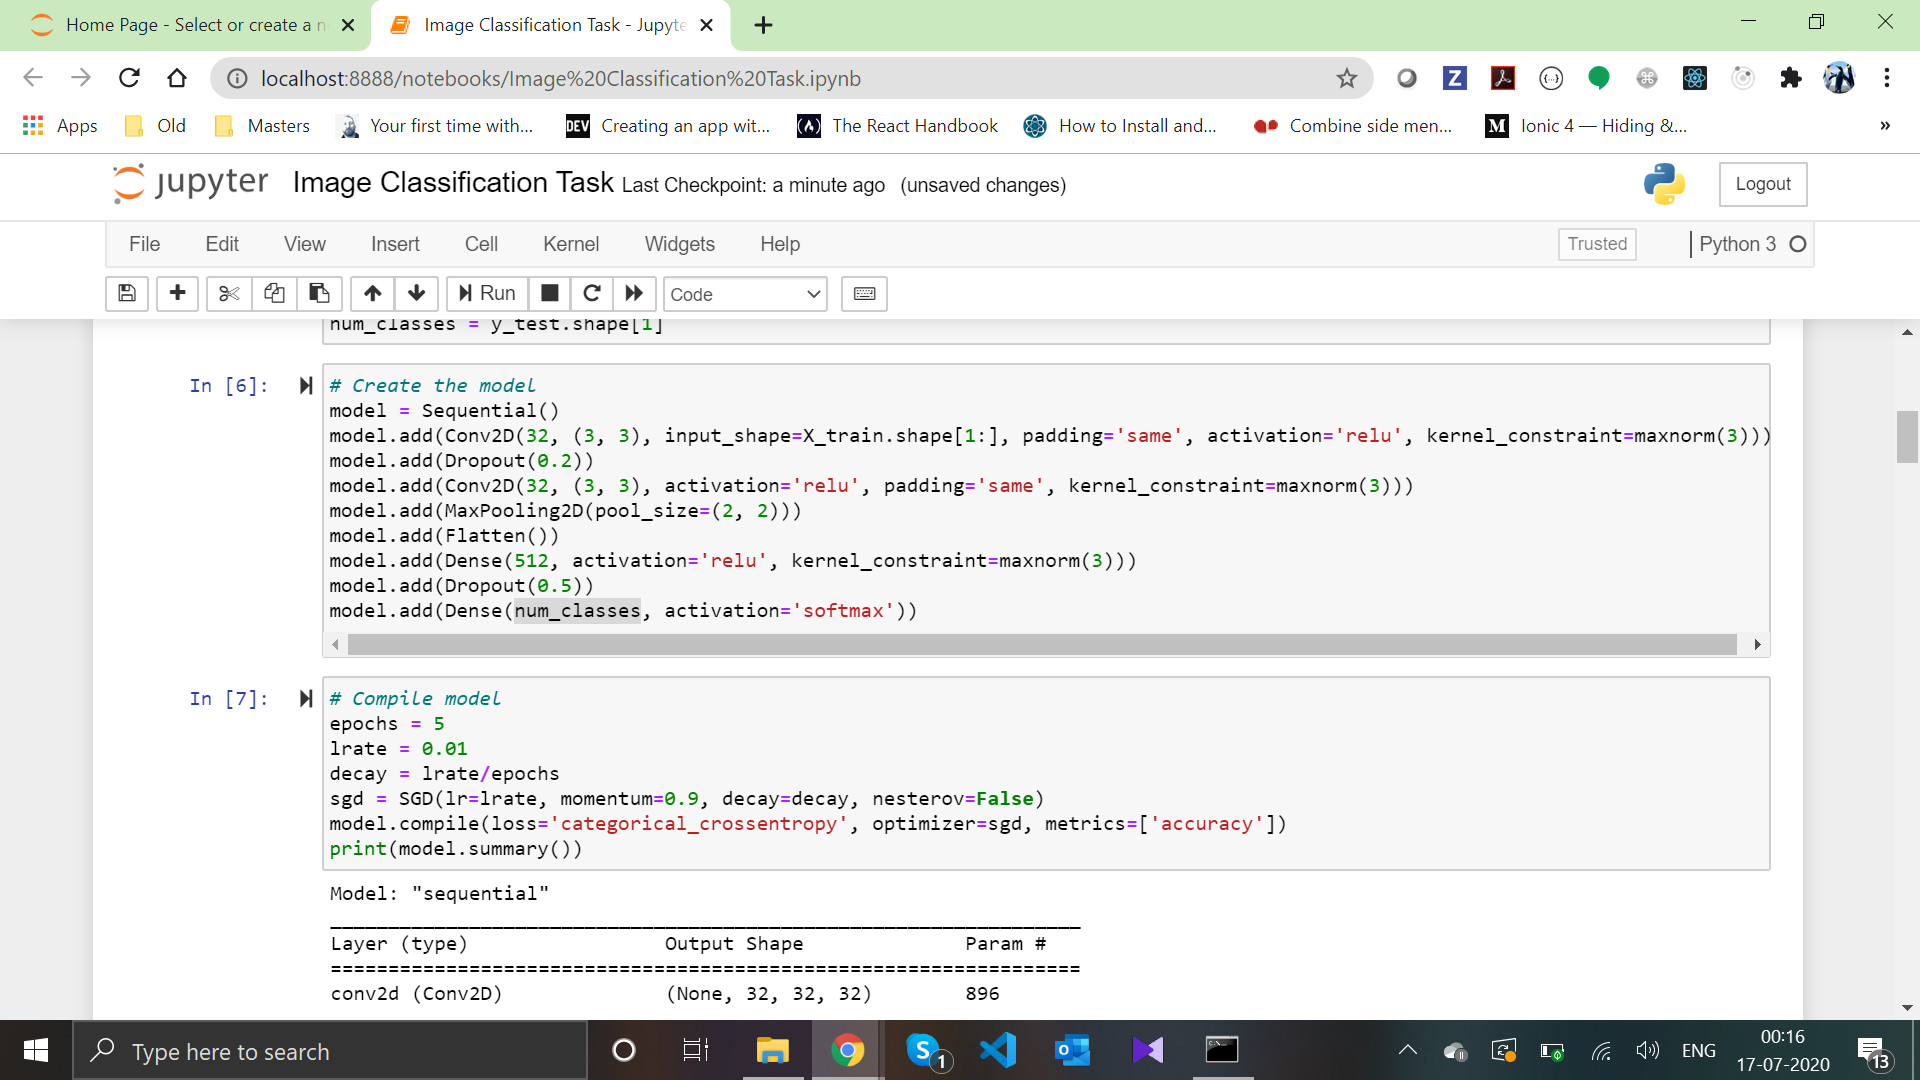 Home Page - Select or create a n
Image Classification Task - Jupyte
localhost:8888/notebooks/Image%20Classification%20Task.ipynb
Apps
Old
Masters
Your first time with...
DEV
Creating an app wit...
The React Handbook
How to Install and...
Combine side men...
M
Ionic 4 — Hiding &...
»
jupyter
Image Classification Task
Last Checkpoint: a minute ago
(unsaved changes)
Logout
File
Edit
View
Insert
Cell
Kernel
Widgets
Help
Trusted
Python 3
Run
Code
num_classes = y_test.shape[1]
In [6]:
# Create the model
model = Sequential()
model.add(Conv2D(32, (3, 3), input_shape=X_train.shape[1:], padding='same', activation='relu', kernel_constraint=maxnorm(3)))
model.add(Dropout(0.2))
model.add(Conv2D(32, (3, 3), activation='relu', padding='same', kernel_constraint=maxnorm(3)))
model.add(MaxPooling2D(pool_size=(2, 2)))
model.add(Flatten())
model.add(Dense(512, activation='relu', kernel_constraint=maxnorm(3)))
model.add(Dropout(0.5))
model.add(Dense(num_classes, activation='softmax'))
In [7]:
# Compile model
epochs = 5
lrate = 0.01
decay = lrate/epochs
sgd = SGD(lr=lrate, momentum=0.9, decay=decay, nesterov=False)
model.compile(loss='categorical_crossentropy', optimizer=sgd, metrics=['accuracy'])
print(model.summary())
Model: "sequential"
_________________________________________________________________
Layer (type)                 Output Shape              Param #
=================================================================
conv2d (Conv2D)              (None, 32, 32, 32)        896
Type here to search
1
ENG
00:16
17-07-2020
13